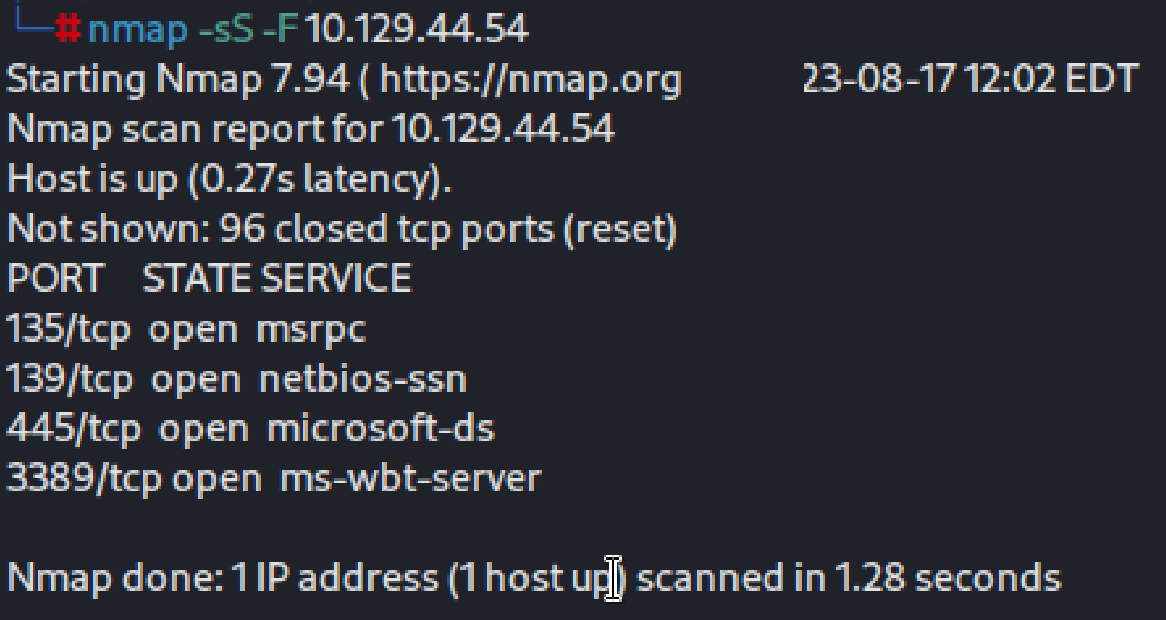 └─# nmap -sS -F 10.129.44.54
Starting Nmap 7.94 ( https://nmap.org 23-08-17 12:02 EDT
Nmap scan report for 10.129.44.54
Host is up (0.27s latency).
Not shown: 96 closed tcp ports (reset)
PORT STATE SERVICE
135/tcp open msrpc
139/tcp open netbios-ssn
445/tcp open microsoft-ds
3389/tcp open ms-wbt-server
Nmap done: 1 IP address (1 host up) scanned in 1.28 seconds